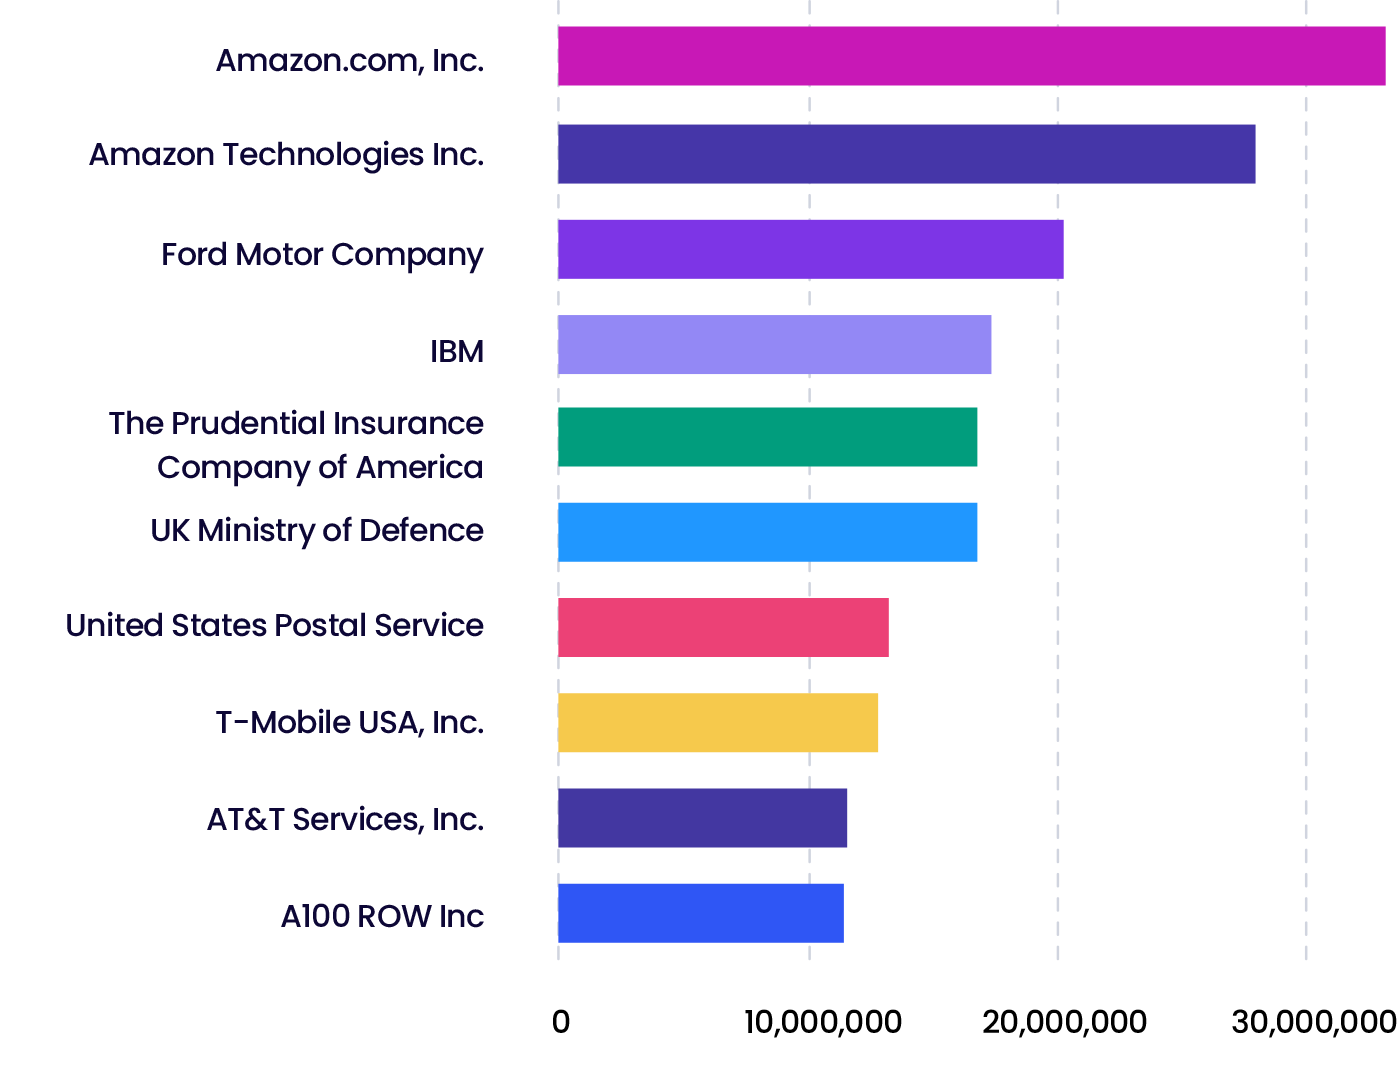 Amazon.com, Inc.
Amazon Technologies Inc.
Ford Motor Company
IBM
The Prudential Insurance
Company of America
UK Ministry of Defence
United States Postal Service
T-Mobile USA, Inc.
AT&T Services, Inc.
A100 ROW Inc
0 10,000,000 20,000,000 30,000,000